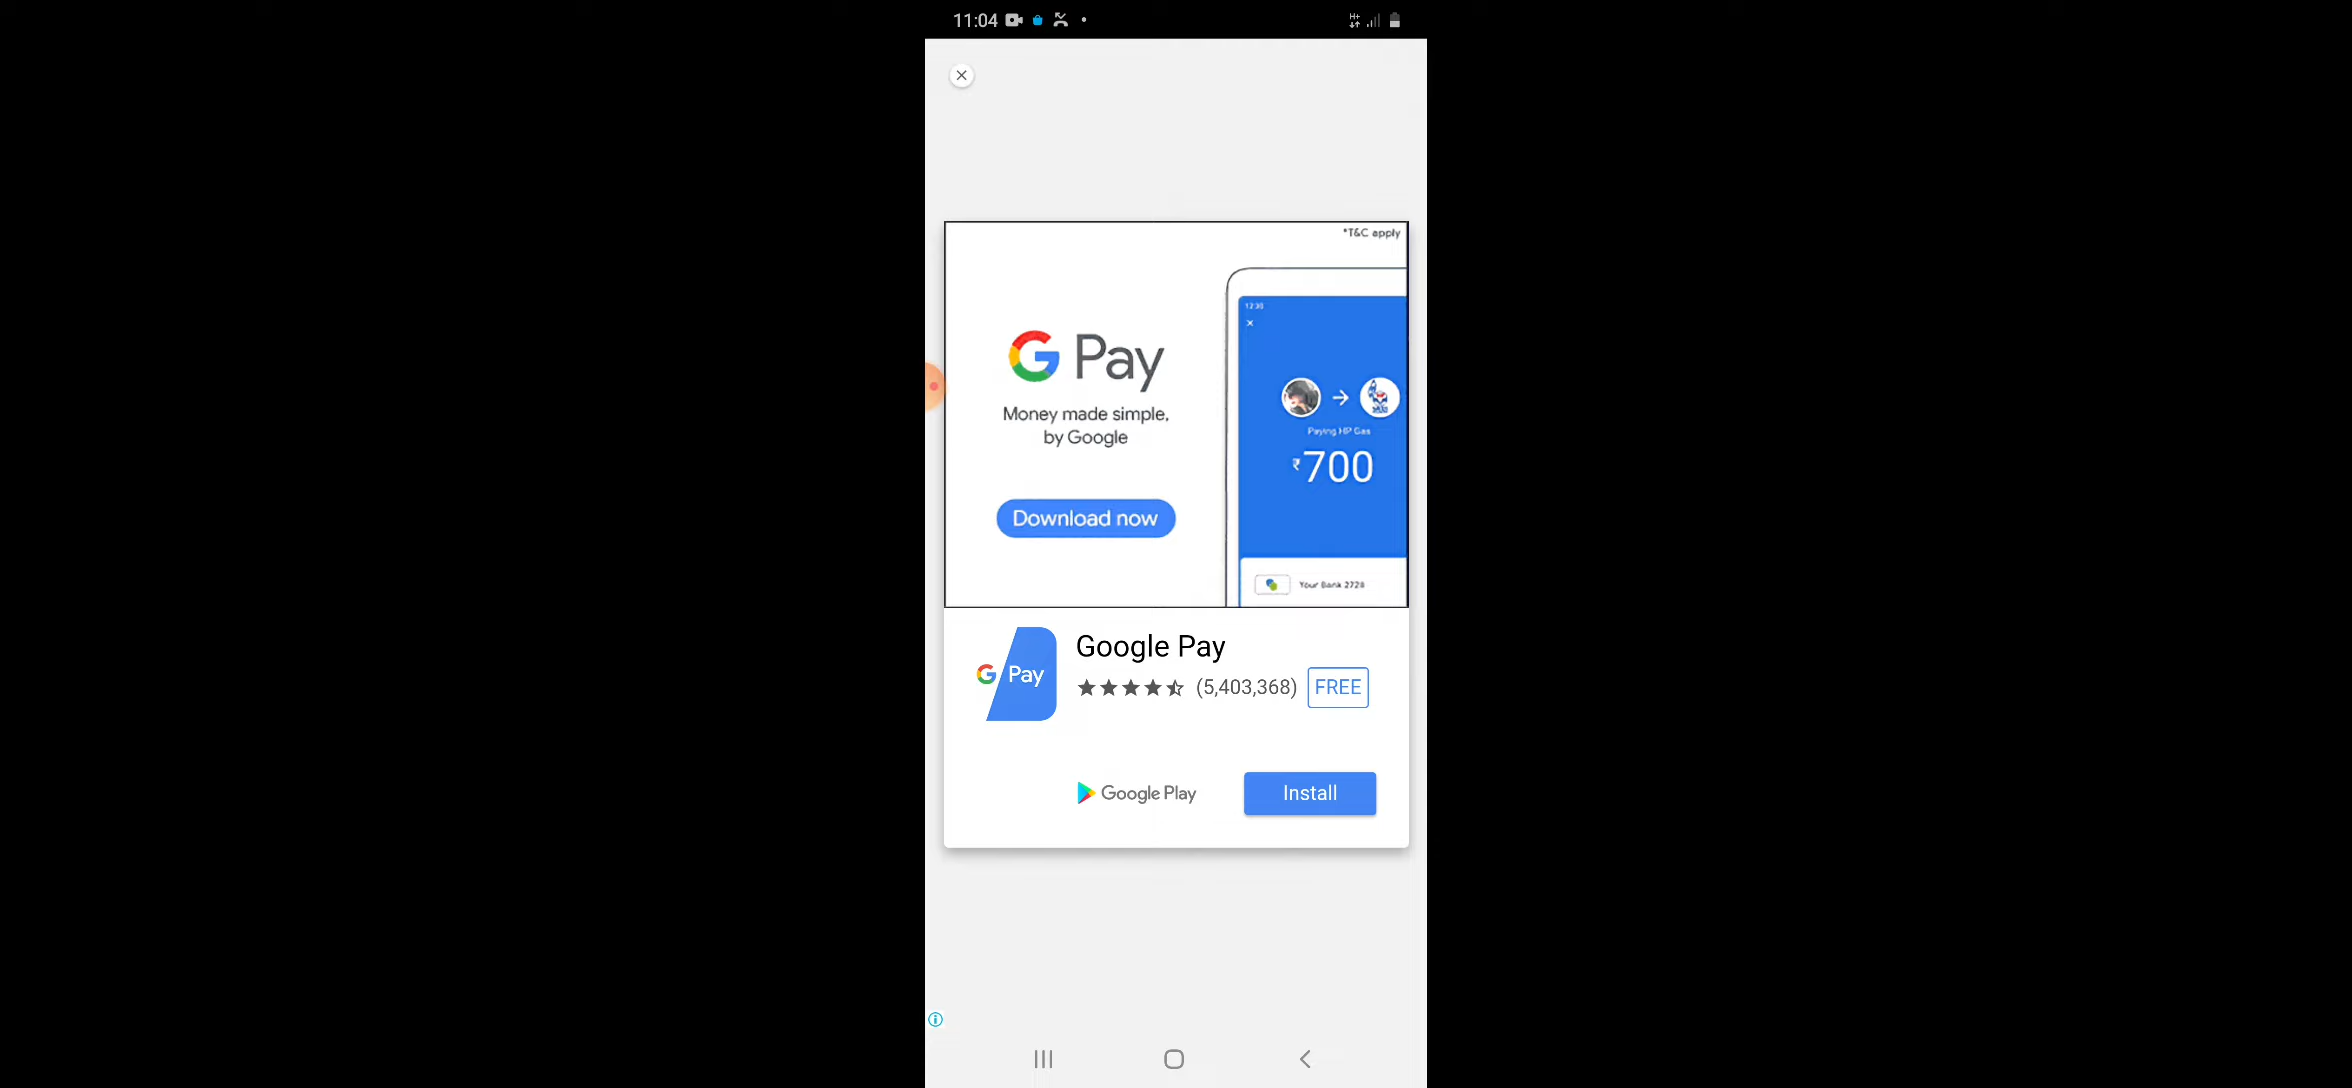 11:04
*T&C apply
12:30
G Pay
Money made simple,
by Google
Download now
Paying HP Gas
₹700
Your Bank 2728
G Pay
Google Pay
(5,403,368)
FREE
Google Play
Install